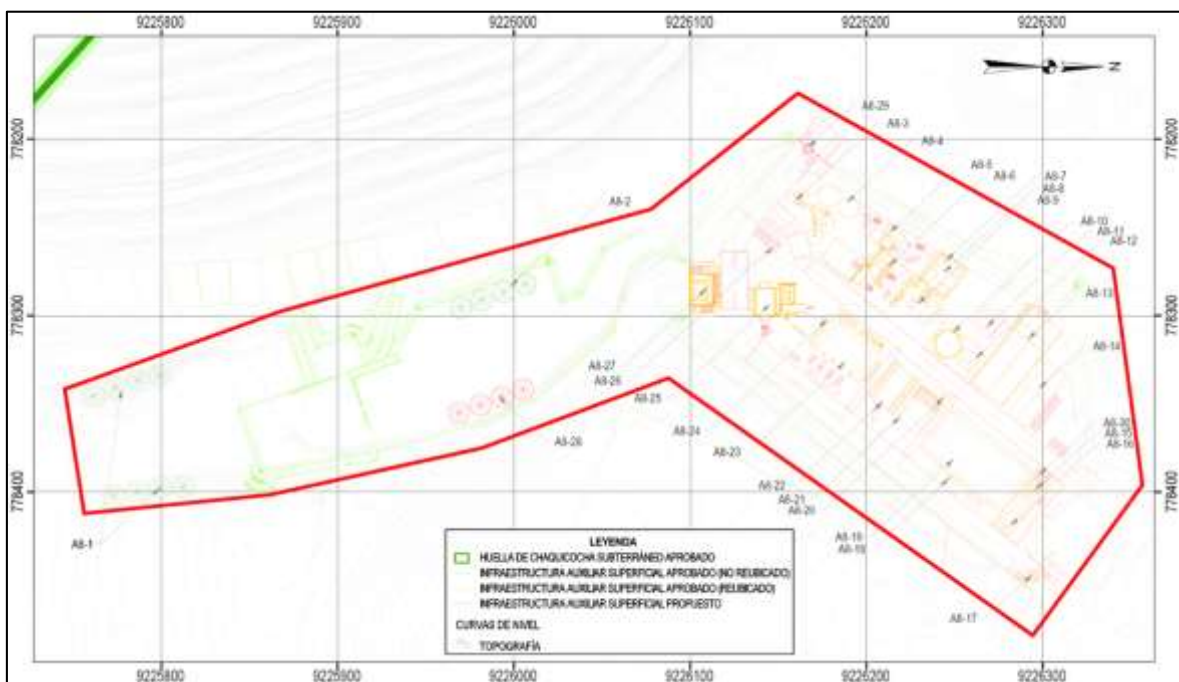 9225800 9225900 9226000 9226100 9226200 9226300
N
778200
778200
A8-3
A8-4
A8-5
A8-6
A8-7
A8-8
A8-9
A8-2
A8-10
A8-11
A8-12
A8-13
778300
778300
A8-14
A8-27
A8-26
A8-25
A8-15
A8-16
A8-24
A8-28
A8-23
A8-22
A8-21
A8-20
778400
778400
A8-1
A8-19
A8-18
A8-17
LEYENDA
HUELLA DE CHAQUICOCHA SUBTERRÁNEO APROBADO
INFRAESTRUCTURA AUXILIAR SUPERFICIAL APROBADO (NO REUBICADO)
INFRAESTRUCTURA AUXILIAR SUPERFICIAL APROBADO (REUBICADO)
INFRAESTRUCTURA AUXILIAR SUPERFICIAL PROPUESTO
CURVAS DE NIVEL
TOPOGRAFÍA
9225800 9225900 9226000 9226100 9226200 9226300